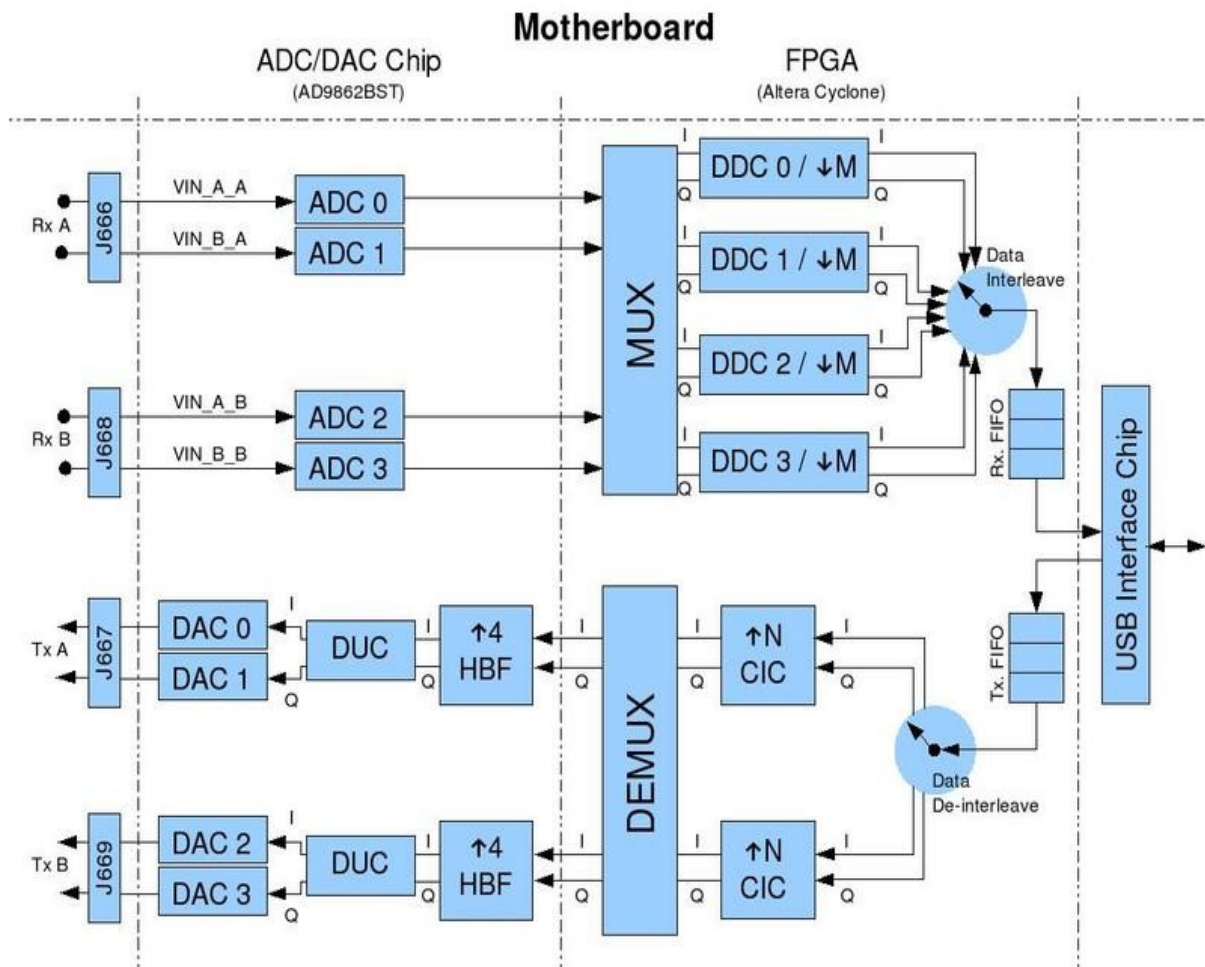 Motherboard
ADC/DAC Chip
(AD9862BST)
FPGA
(Altera Cyclone)
Rx A
J666
VIN_A_A
VIN_B_A
ADC 0
ADC 1
Rx B
J668
VIN_A_B
VIN_B_B
ADC 2
ADC 3
MUX
I
Q
DDC 0 / ↓M
I
Q
I
Q
DDC 1 / ↓M
I
Q
I
Q
DDC 2 / ↓M
I
Q
I
Q
DDC 3 / ↓M
I
Q
Data
Interleave
Rx. FIFO
USB Interface Chip
Tx. FIFO
Tx A
J667
DAC 0
DAC 1
I
Q
DUC
I
Q
↑4
HBF
I
Q
DEMUX
I
Q
↑N
CIC
I
Q
Data
De-interleave
Tx B
J669
DAC 2
DAC 3
I
Q
DUC
I
Q
↑4
HBF
I
Q
I
Q
↑N
CIC
I
Q